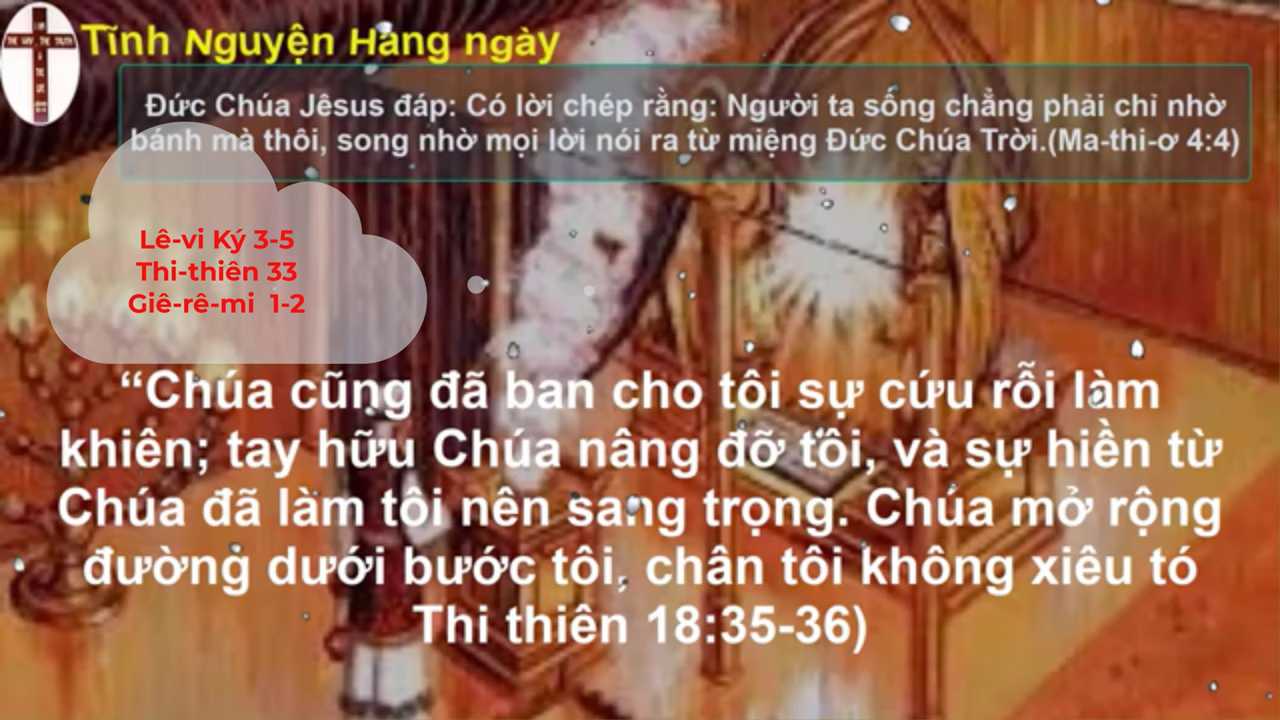 Tĩnh Nguyện Hàng ngày
Đức Chúa Jêsus đáp: Có lời chép rằng: Người ta sống chẳng phải chỉ nhờ
bánh mà thôi, song nhờ mọi lời nói ra từ miệng Đức Chúa Trời.(Ma-thi-ơ 4:4)
Lê-vi Ký 3-5
Thi-thiên 33
Giê-rê-mi 1-2
“Chúa cũng đã ban cho tôi sự cứu rỗi làm
khiên; tay hữu Chúa nâng đỡ tôi, và sự hiền từ
Chúa đã làm tôi nên sang trọng. Chúa mở rộng
đường dưới bước tôi, chân tôi không xiêu tó
Thi thiên 18:35-36)